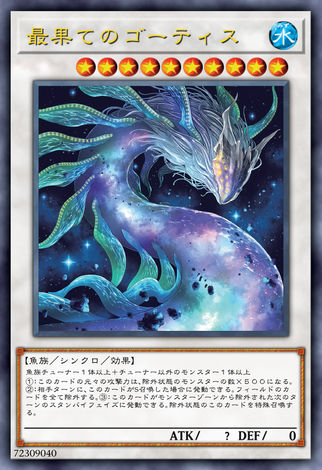 最果てのゴーティス
水
【魚族／シンクロ／効果】
魚族チューナー１体以上＋チューナー以外のモンスター１体以上
①：このカードの元々の攻撃力は、除外状態のモンスターの数×５００になる。
②：相手ターンに、このカードがS召喚した場合に発動できる。フィールドのカードを全て除外する。③：このカードがモンスターゾーンから除外された次のターンのスタンバイフェイズに発動できる。除外状態のこのカードを特殊召喚する。
ATK/ ? DEF/ 0
72309040